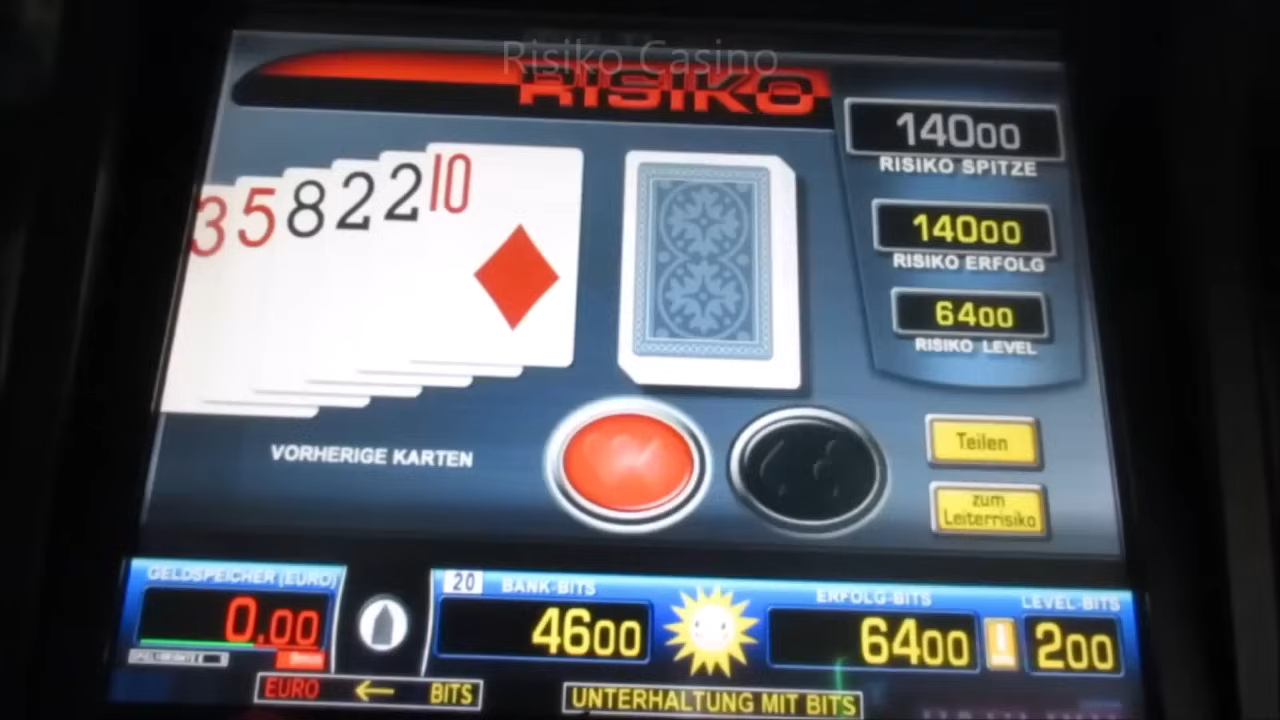 Risiko Casino
RISIKO
14000
RISIKO SPITZE
3 5 8 2 2 10
14000
RISIKO ERFOLG
6400
RISIKO LEVEL
VORHERIGE KARTEN
Teilen
zum
Leiterrisiko
GELDSPEICHER (EURO)
0.00
20 BANK-BITS
4600
ERFOLG-BITS
6400
LEVEL-BITS
200
EURO ← BITS
UNTERHALTUNG MIT BITS